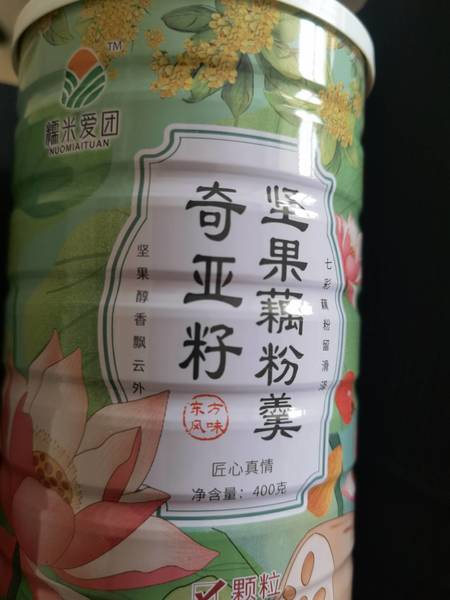 TM
糯米爱团
NUOMIAITUAN
坚果藕粉羹
奇亚籽
七彩藕粉留滑
坚果醇香飘云外
东方
风味
匠心真情
净含量：400克
颗粒